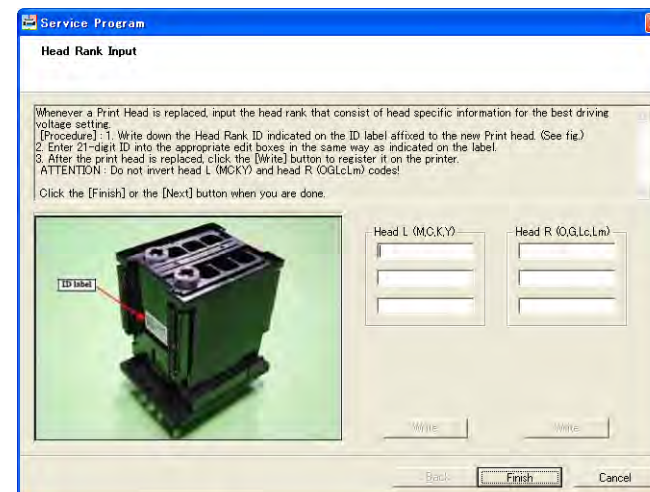 Service Program
Head Rank Input
Whenever a Print Head is replaced, input the head rank that consist of head specific information for the best driving
voltage setting.
[Procedure] : 1. Write down the Head Rank ID indicated on the ID label affixed to the new Print head. (See fig.)
2. Enter 21-digit ID into the appropriate edit boxes in the same way as indicated on the label.
3. After the print head is replaced, click the [Write] button to register it on the printer.
ATTENTION : Do not invert head L (MCKY) and head R (OGLcLm) codes!
Click the [Finish] or the [Next] button when you are done.
Head L (M,C,K,Y)
Head R (O,G,Lc,Lm)
ID label
Write
Write
Back
Finish
Cancel